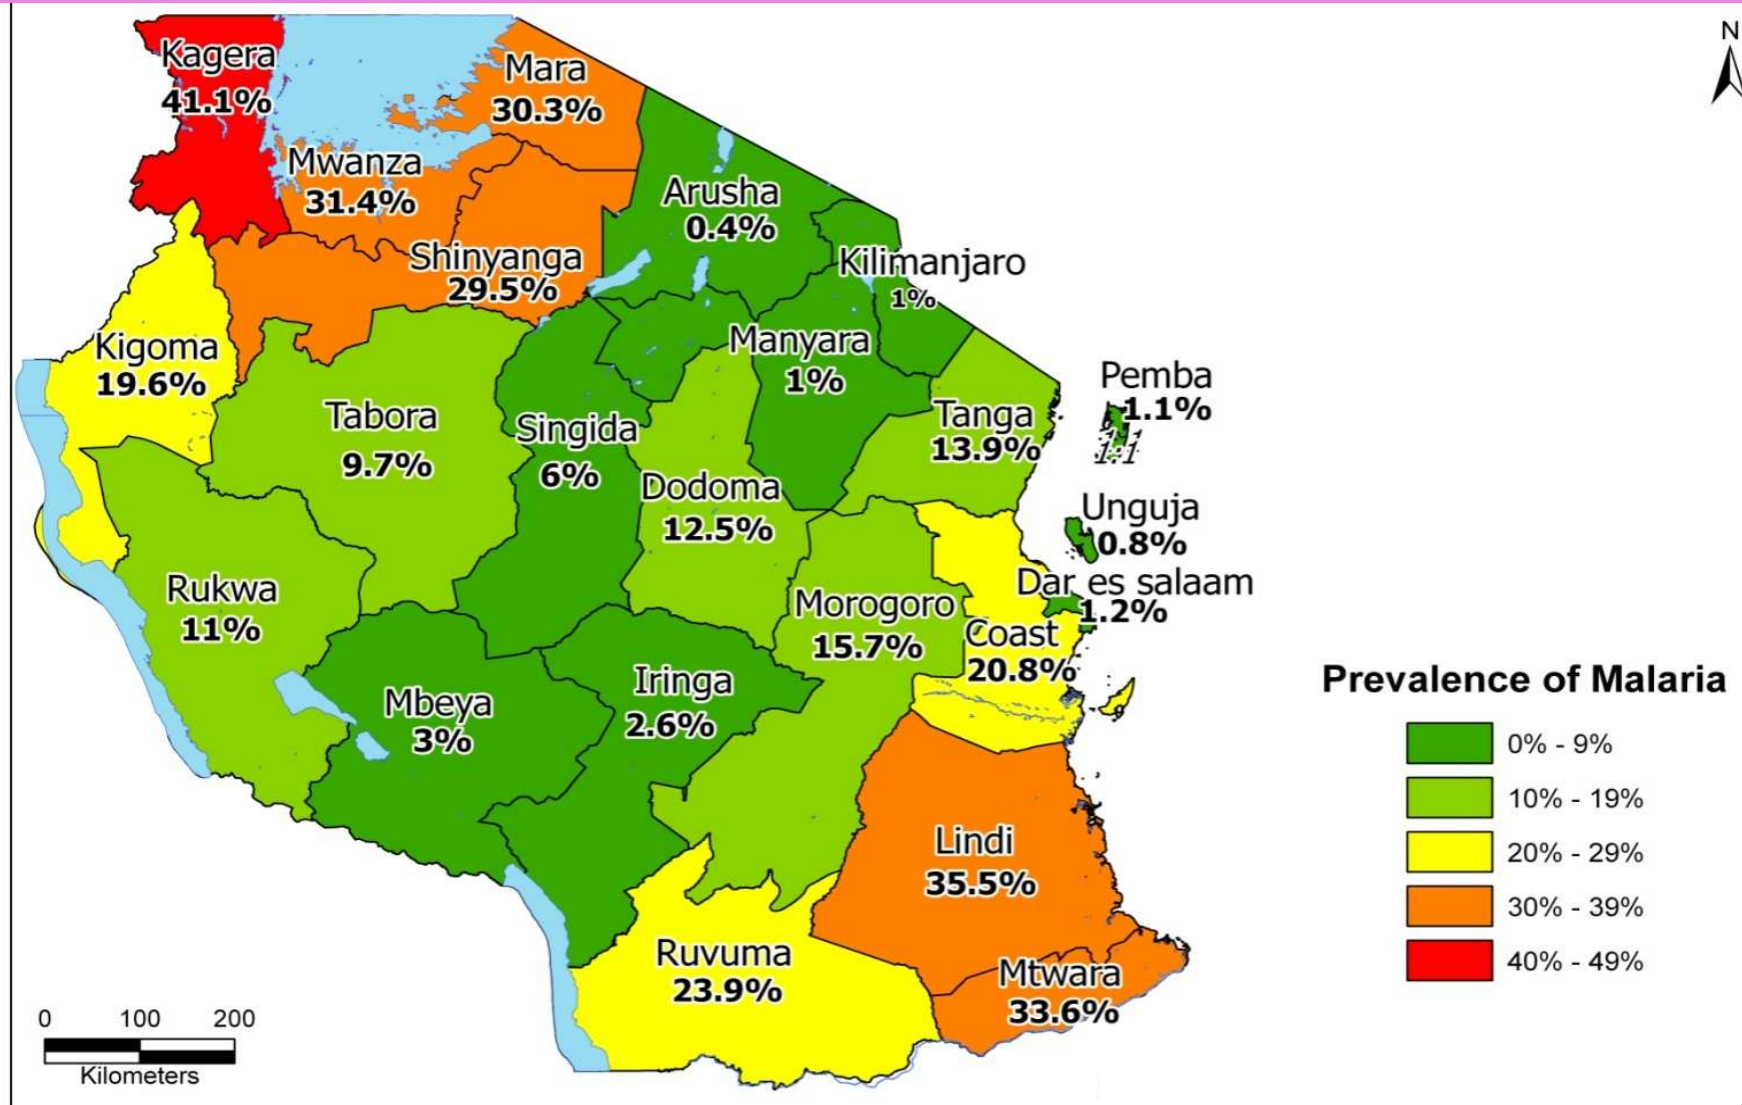 N
Kagera
41.1%
Mara
30.3%
Mwanza
31.4%
Arusha
0.4%
Shinyanga
29.5%
Kilimanjaro
1%
Kigoma
19.6%
Manyara
1%
Pemba
1.1%
1.1
Tabora
9.7%
Singida
6%
Tanga
13.9%
Dodoma
12.5%
Unguja
0.8%
Dar es salaam
1.2%
Rukwa
11%
Morogoro
15.7%
Coast
20.8%
Mbeya
3%
Iringa
2.6%
Lindi
35.5%
Ruvuma
23.9%
Mtwara
33.6%
Prevalence of Malaria
0% - 9%
10% - 19%
20% - 29%
30% - 39%
40% - 49%
0 100 200
Kilometers